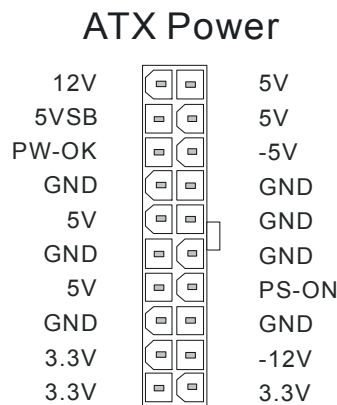 ATX Power
12V 5V
5VSB 5V
PW-OK -5V
GND GND
5V GND
GND GND
5V PS-ON
GND GND
3.3V -12V
3.3V 3.3V